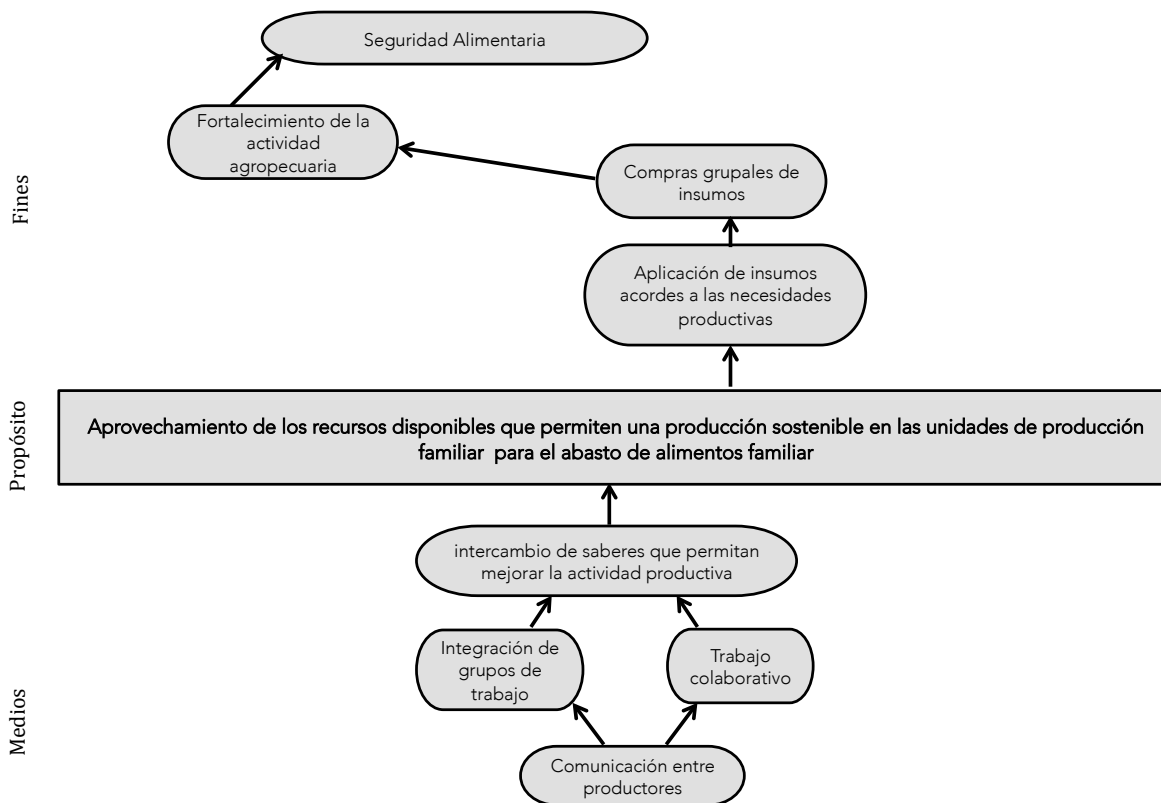 Seguridad Alimentaria
Fortalecimiento de la
actividad
agropecuaria
Compras grupales de
insumos
Fines
Aplicación de insumos
acordes a las necesidades
productivas
Propósito
Aprovechamiento de los recursos disponibles que permiten una producción sostenible en las unidades de producción
familiar para el abasto de alimentos familiar
intercambio de saberes que permitan
mejorar la actividad productiva
Integración de
grupos de
trabajo
Trabajo
colaborativo
Medios
Comunicación entre
productores